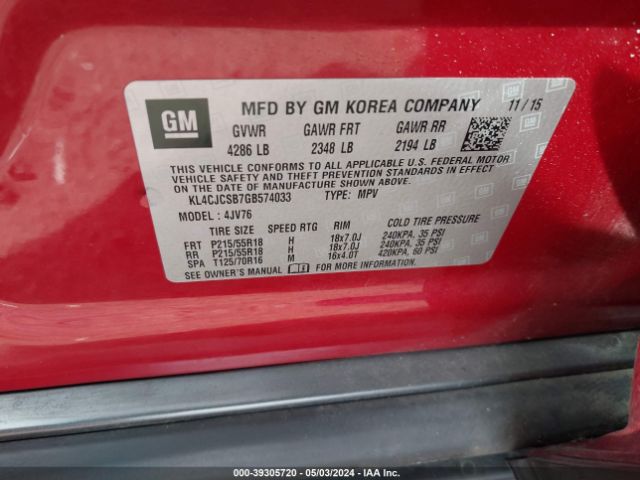 GM MFD BY GM KOREA COMPANY 11/15
GVWR GAWR FRT GAWR RR
4286 LB 2348 LB 2194 LB
THIS VEHICLE CONFORMS TO ALL APPLICABLE U.S. FEDERAL MOTOR
VEHICLE SAFETY AND THEFT PREVENTION STANDARDS IN EFFECT
ON THE DATE OF MANUFACTURE SHOWN ABOVE.
KL4CJCSB7GB574033 TYPE: MPV
MODEL: 4JV76
SPEED RTG RIM COLD TIRE PRESSURE
FRT P215/55R18 H 18x7.0J 240KPA, 35 PSI
RR P215/55R18 H 18x7.0J 240KPA, 35 PSI
SPA T125/70R16 M 16x4.0T 420KPA, 60 PSI
SEE OWNER'S MANUAL FOR MORE INFORMATION.
000-39305720 - 05/03/2024 - IAA Inc.